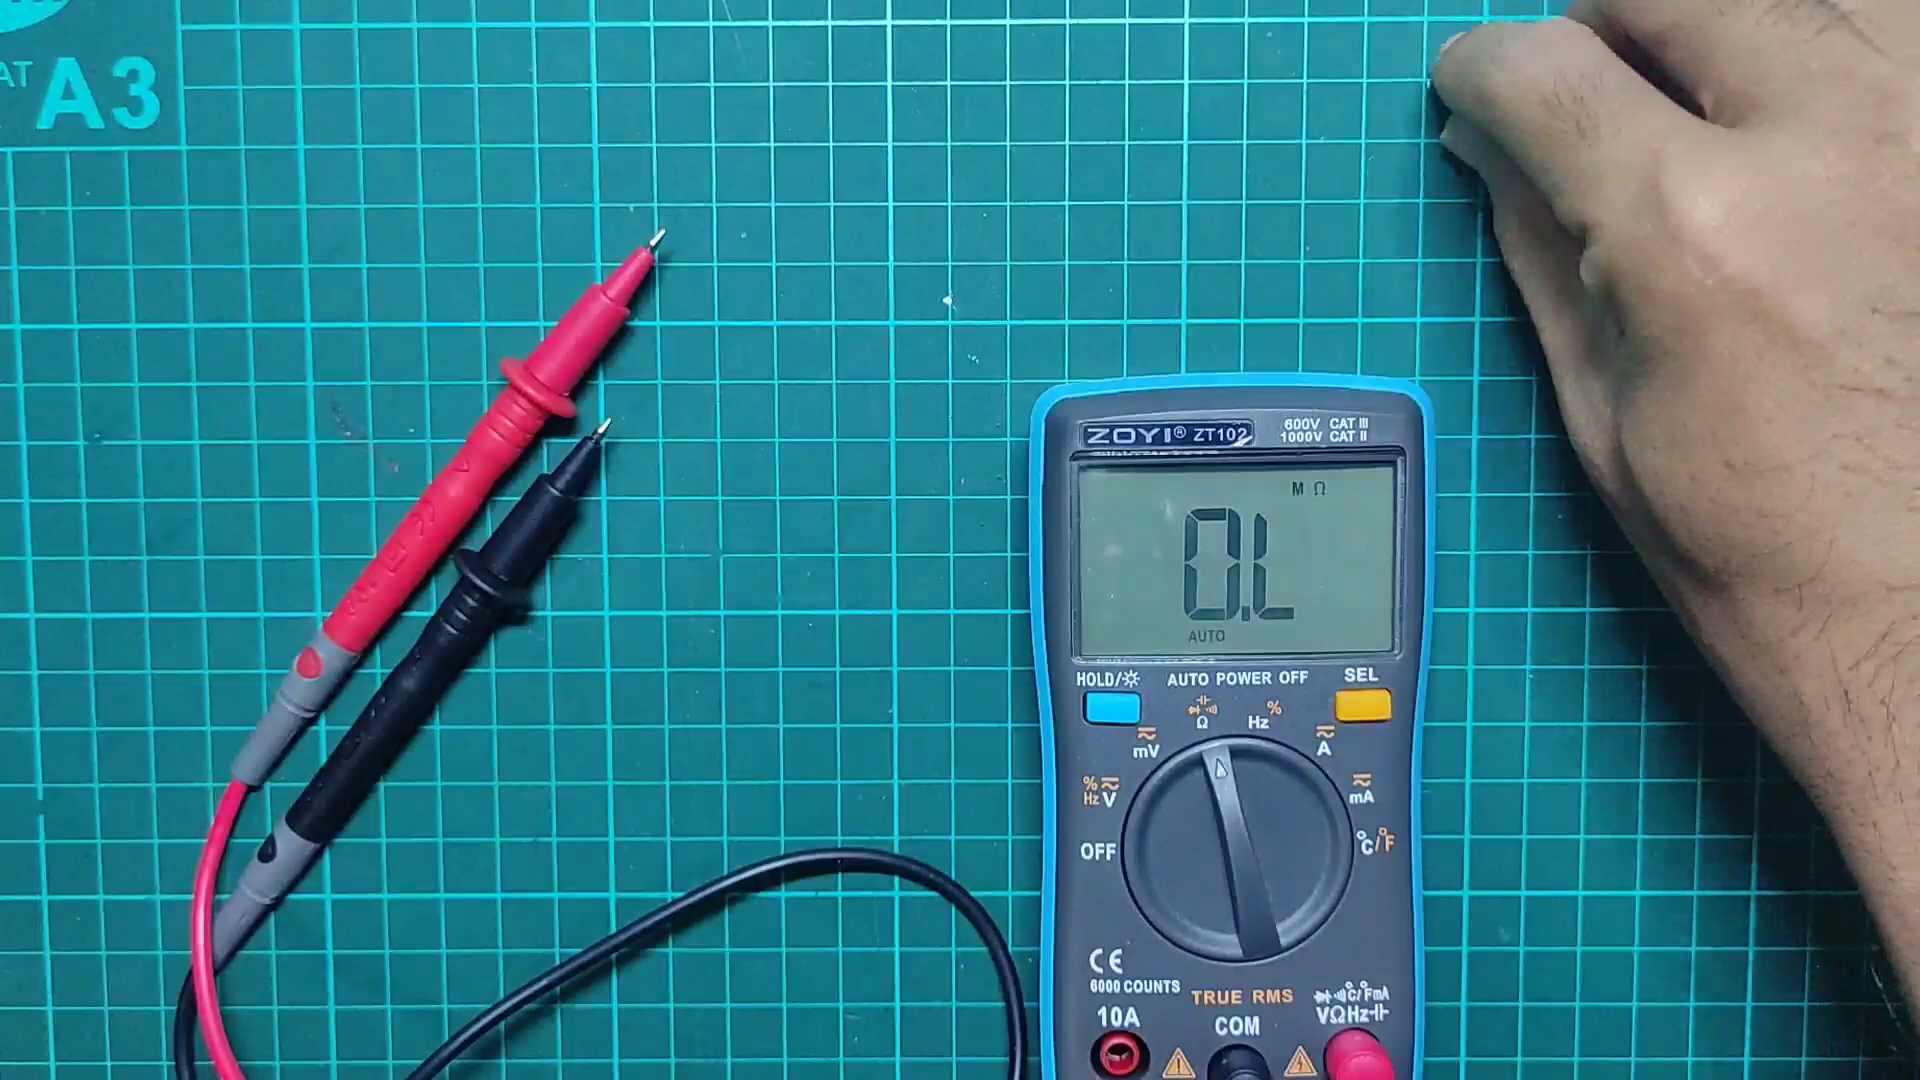 AT A3
ZOYI® ZT102
600V CAT III
1000V CAT II
M Ω
0.L
AUTO
HOLD/☼ AUTO POWER OFF SEL
Ω Hz %
mV A
% Hz V mA
OFF °C/°F
CE
6000 COUNTS
TRUE RMS °C/°F mA
10A COM VΩHz